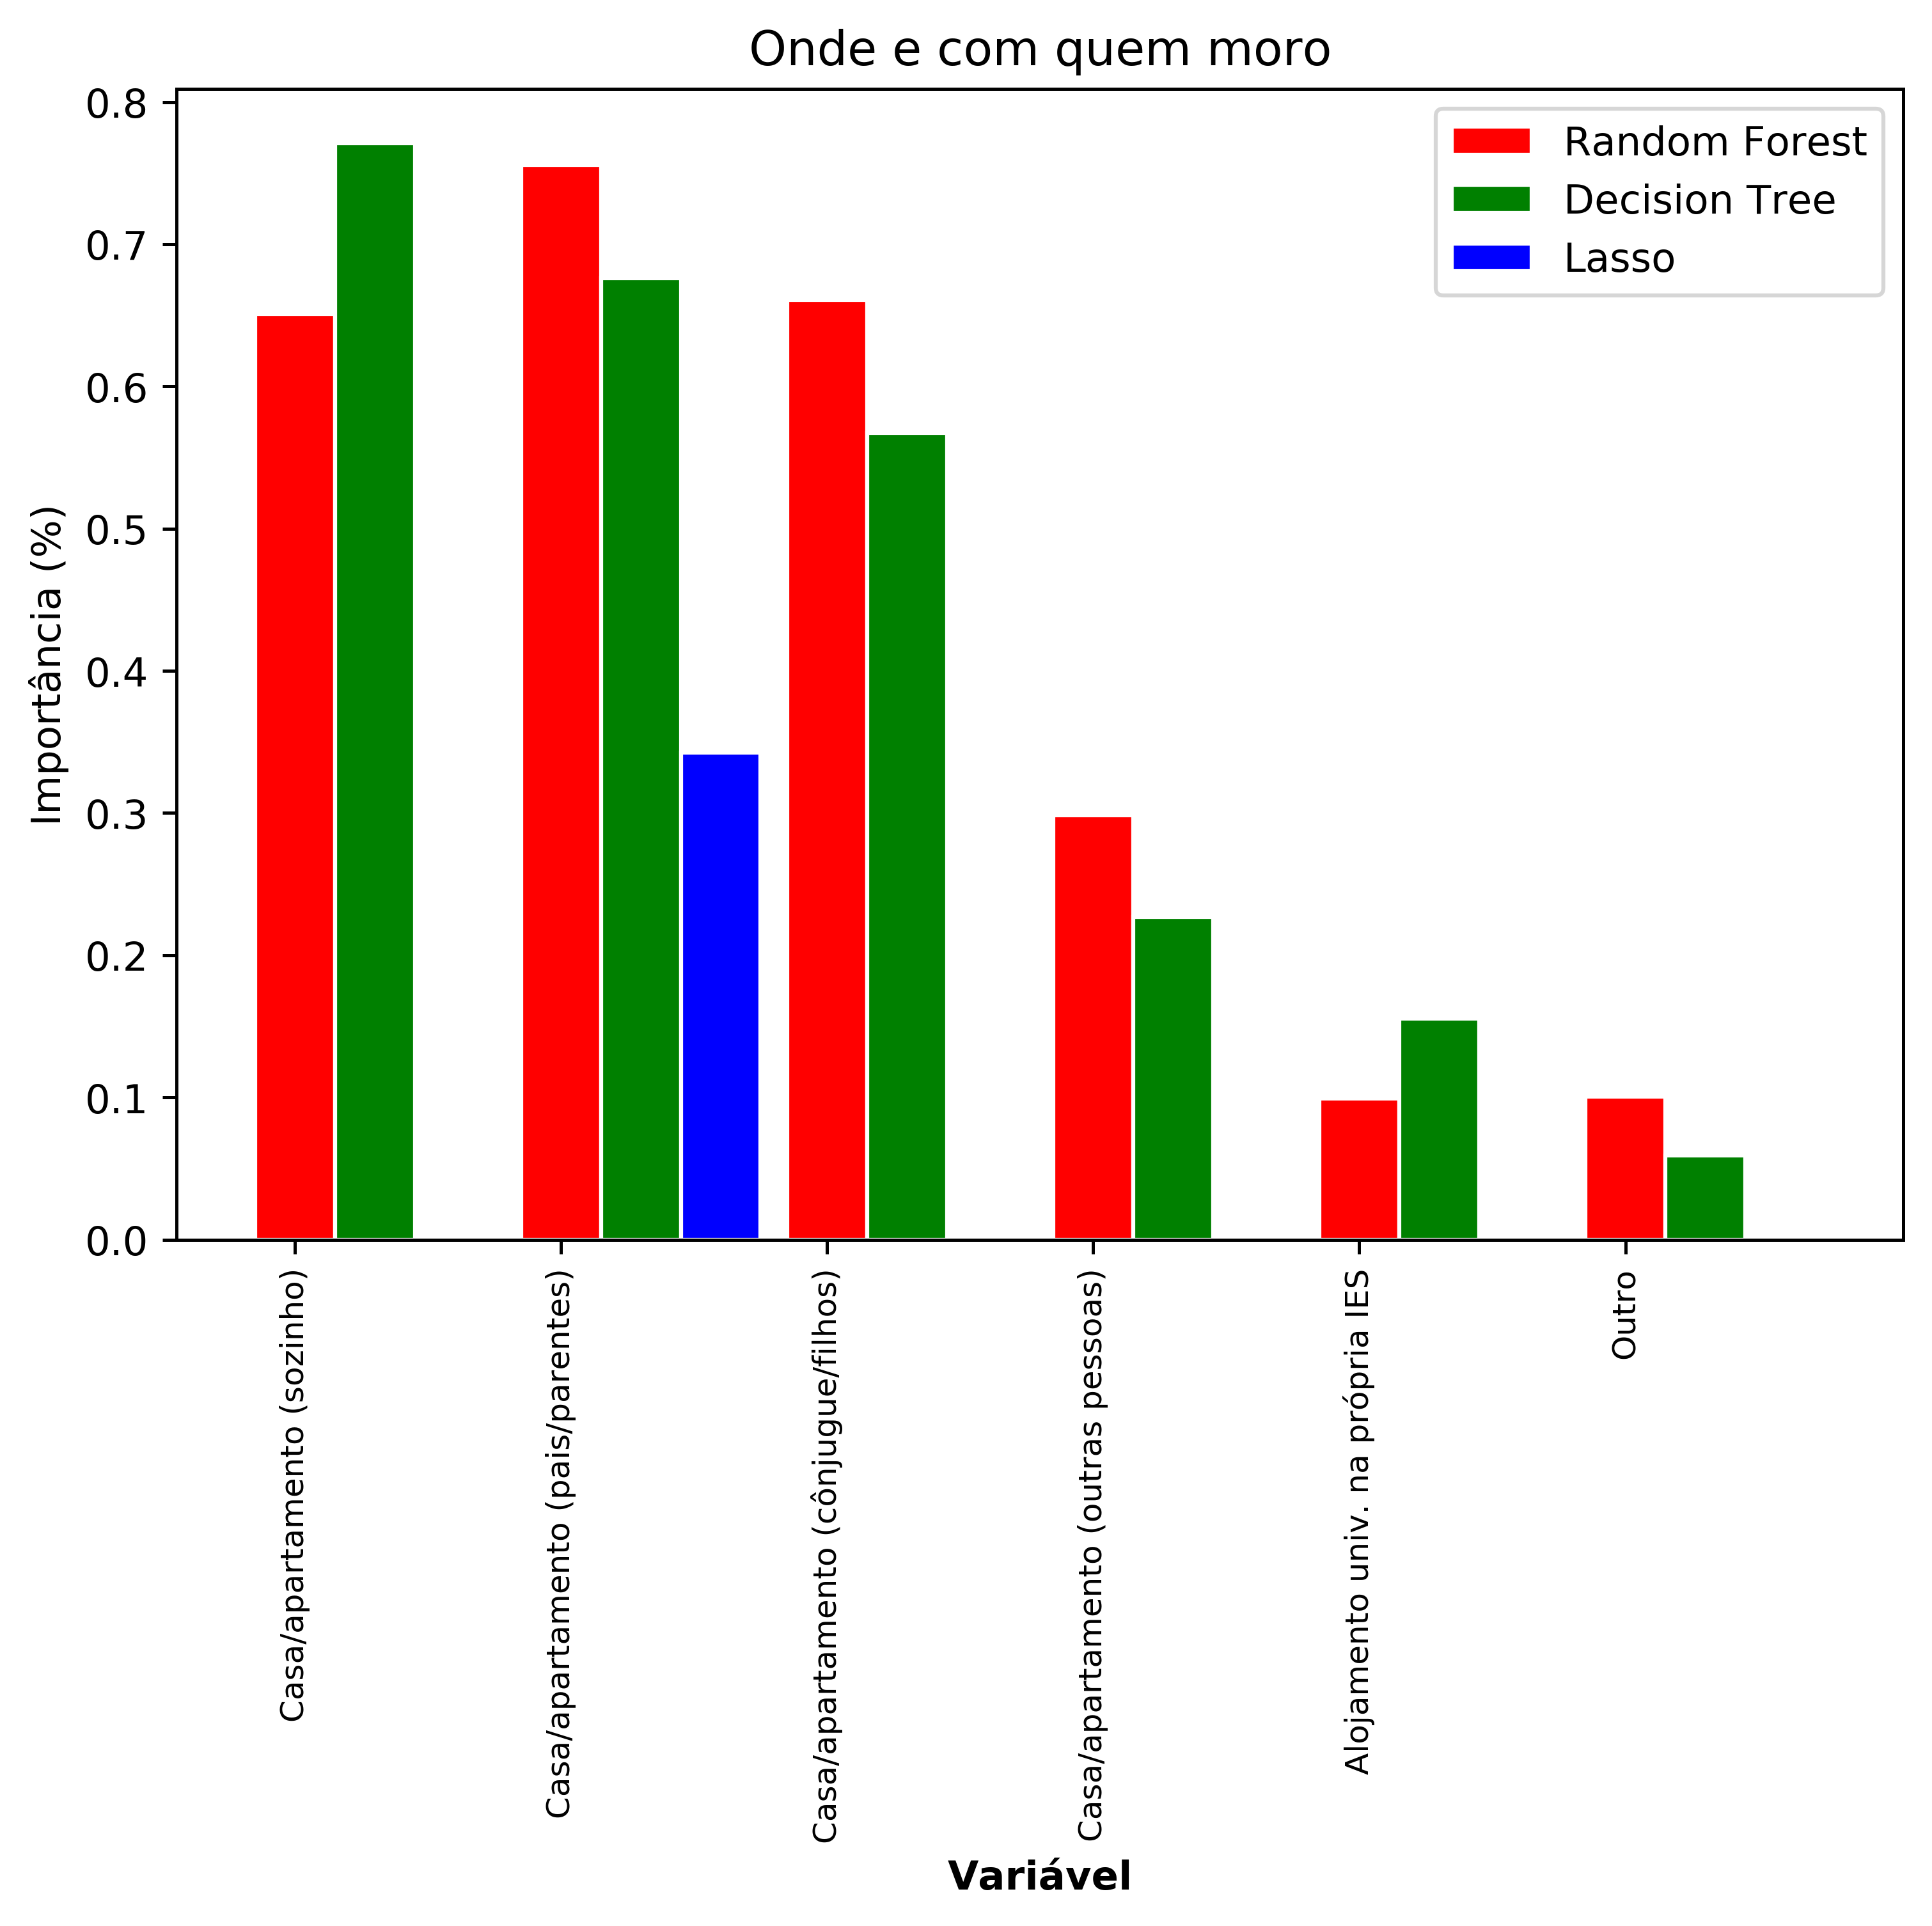 Onde e com quem moro
Random Forest
Decision Tree
Lasso
Importância (%)
0.8
0.7
0.6
0.5
0.4
0.3
0.2
0.1
0.0
Casa/apartamento (sozinho)
Casa/apartamento (pais/parentes)
Casa/apartamento (cônjugue/filhos)
Casa/apartamento (outras pessoas)
Alojamento univ. na própria IES
Outro
Variável